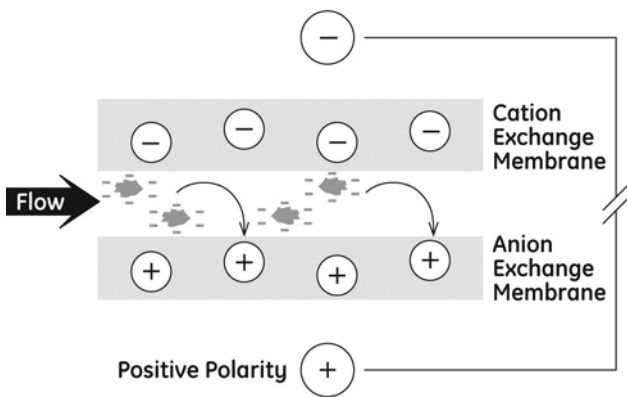 −
− − − −
Cation
Exchange
Membrane
Flow
+ + + +
Anion
Exchange
Membrane
Positive Polarity +